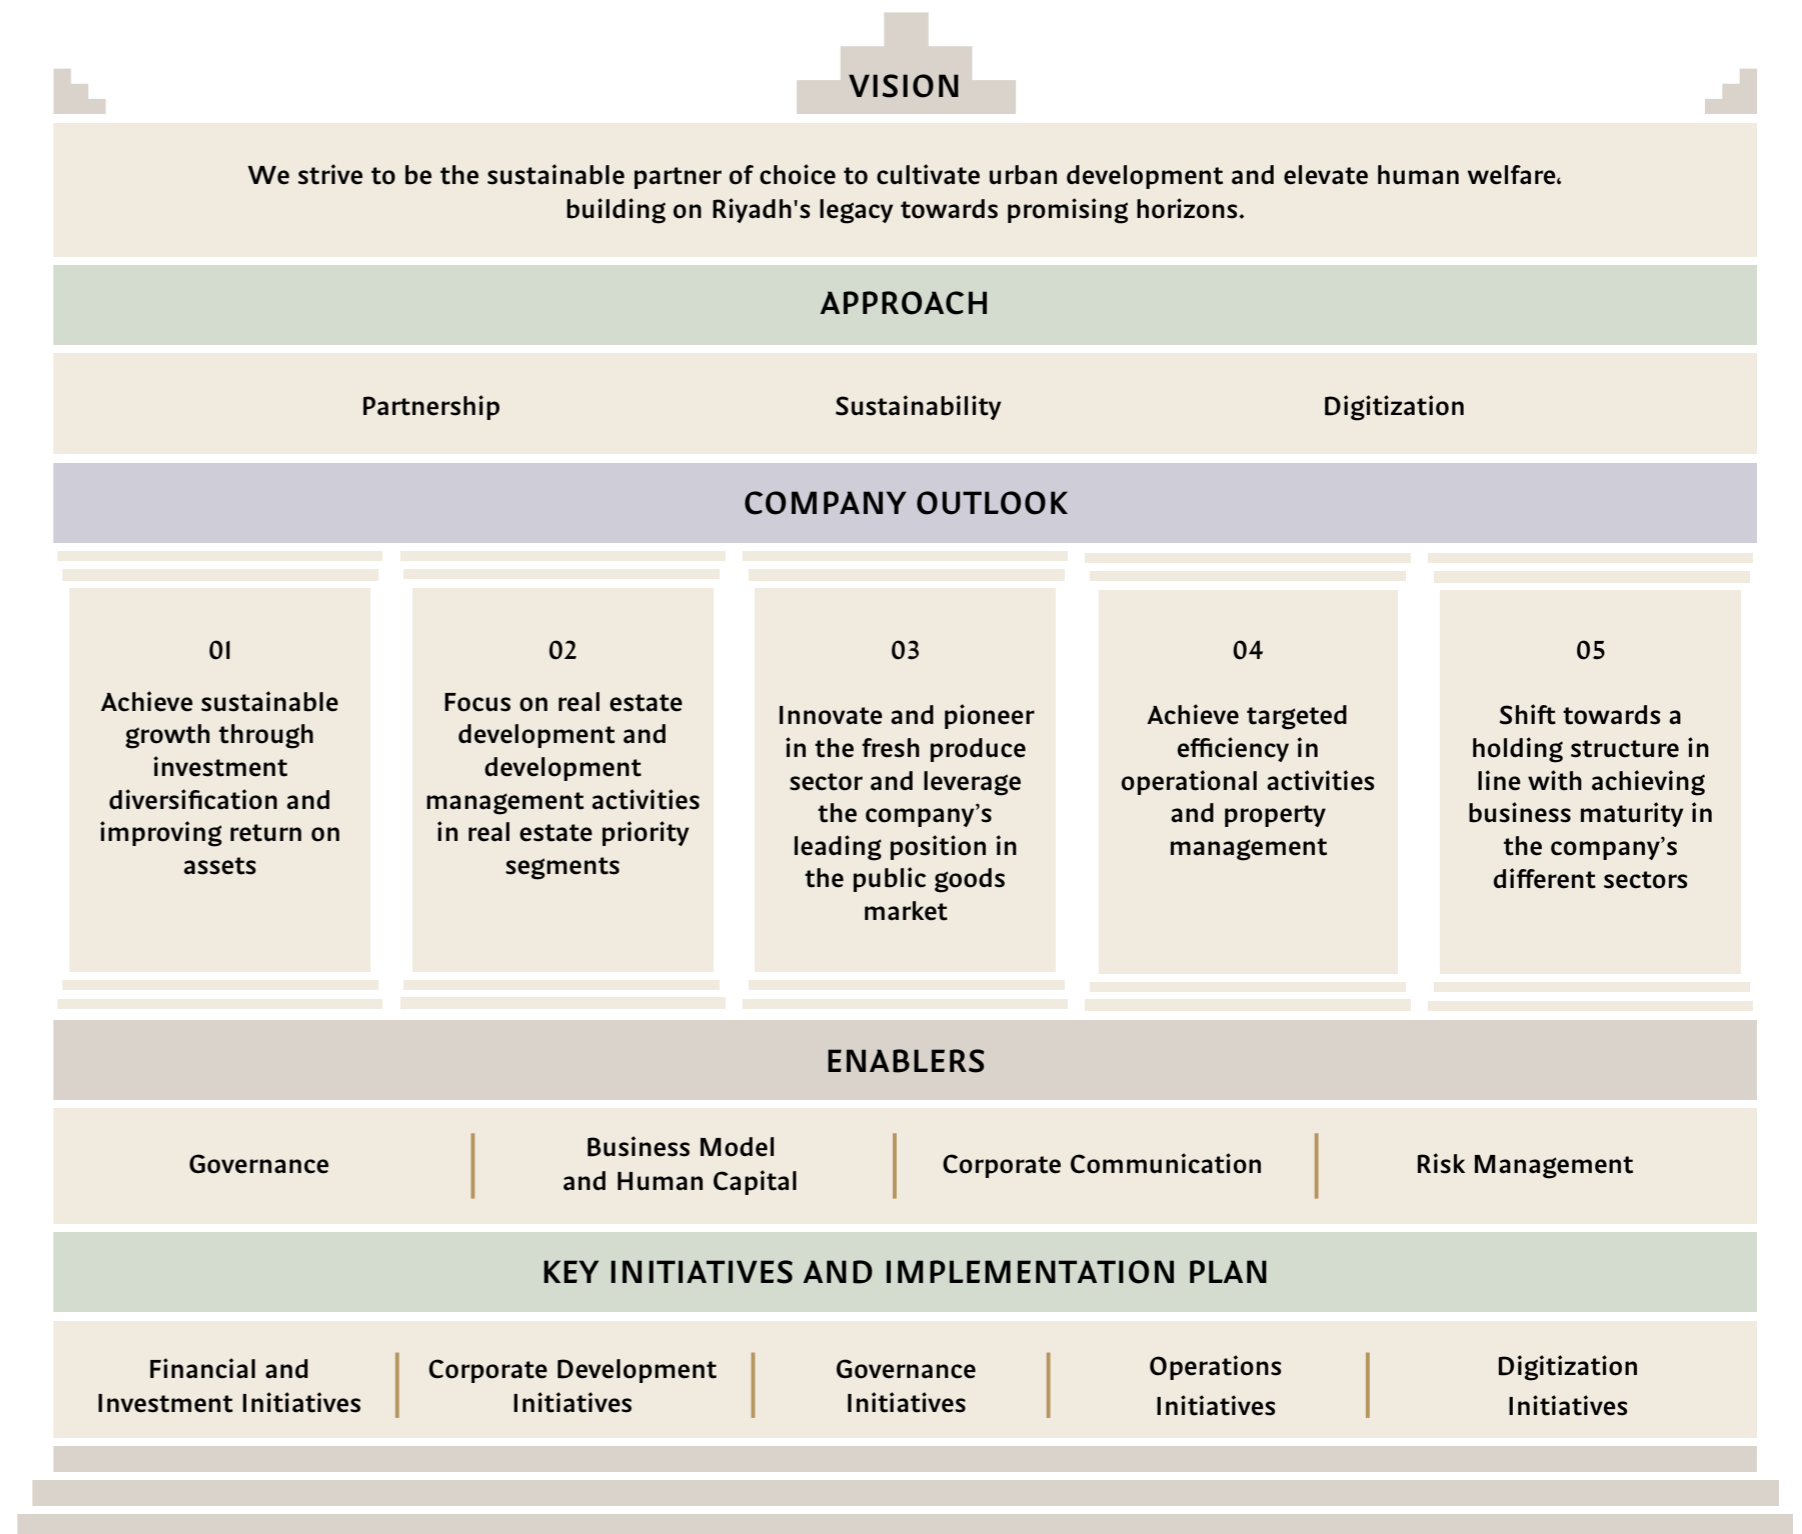 VISION
We strive to be the sustainable partner of choice to cultivate urban development and elevate human welfare،
building on Riyadh's legacy towards promising horizons.
APPROACH
Partnership
Sustainability
Digitization
COMPANY OUTLOOK
01
Achieve sustainable
growth through
investment
diversification and
improving return on
assets
02
Focus on real estate
development and
development
management activities
in real estate priority
segments
03
Innovate and pioneer
in the fresh produce
sector and leverage
the company’s
leading position in
the public goods
market
04
Achieve targeted
efficiency in
operational activities
and property
management
05
Shift towards a
holding structure in
line with achieving
business maturity in
the company’s
different sectors
ENABLERS
Governance
Business Model
and Human Capital
Corporate Communication
Risk Management
KEY INITIATIVES AND IMPLEMENTATION PLAN
Financial and
Investment Initiatives
Corporate Development
Initiatives
Governance
Initiatives
Operations
Initiatives
Digitization
Initiatives